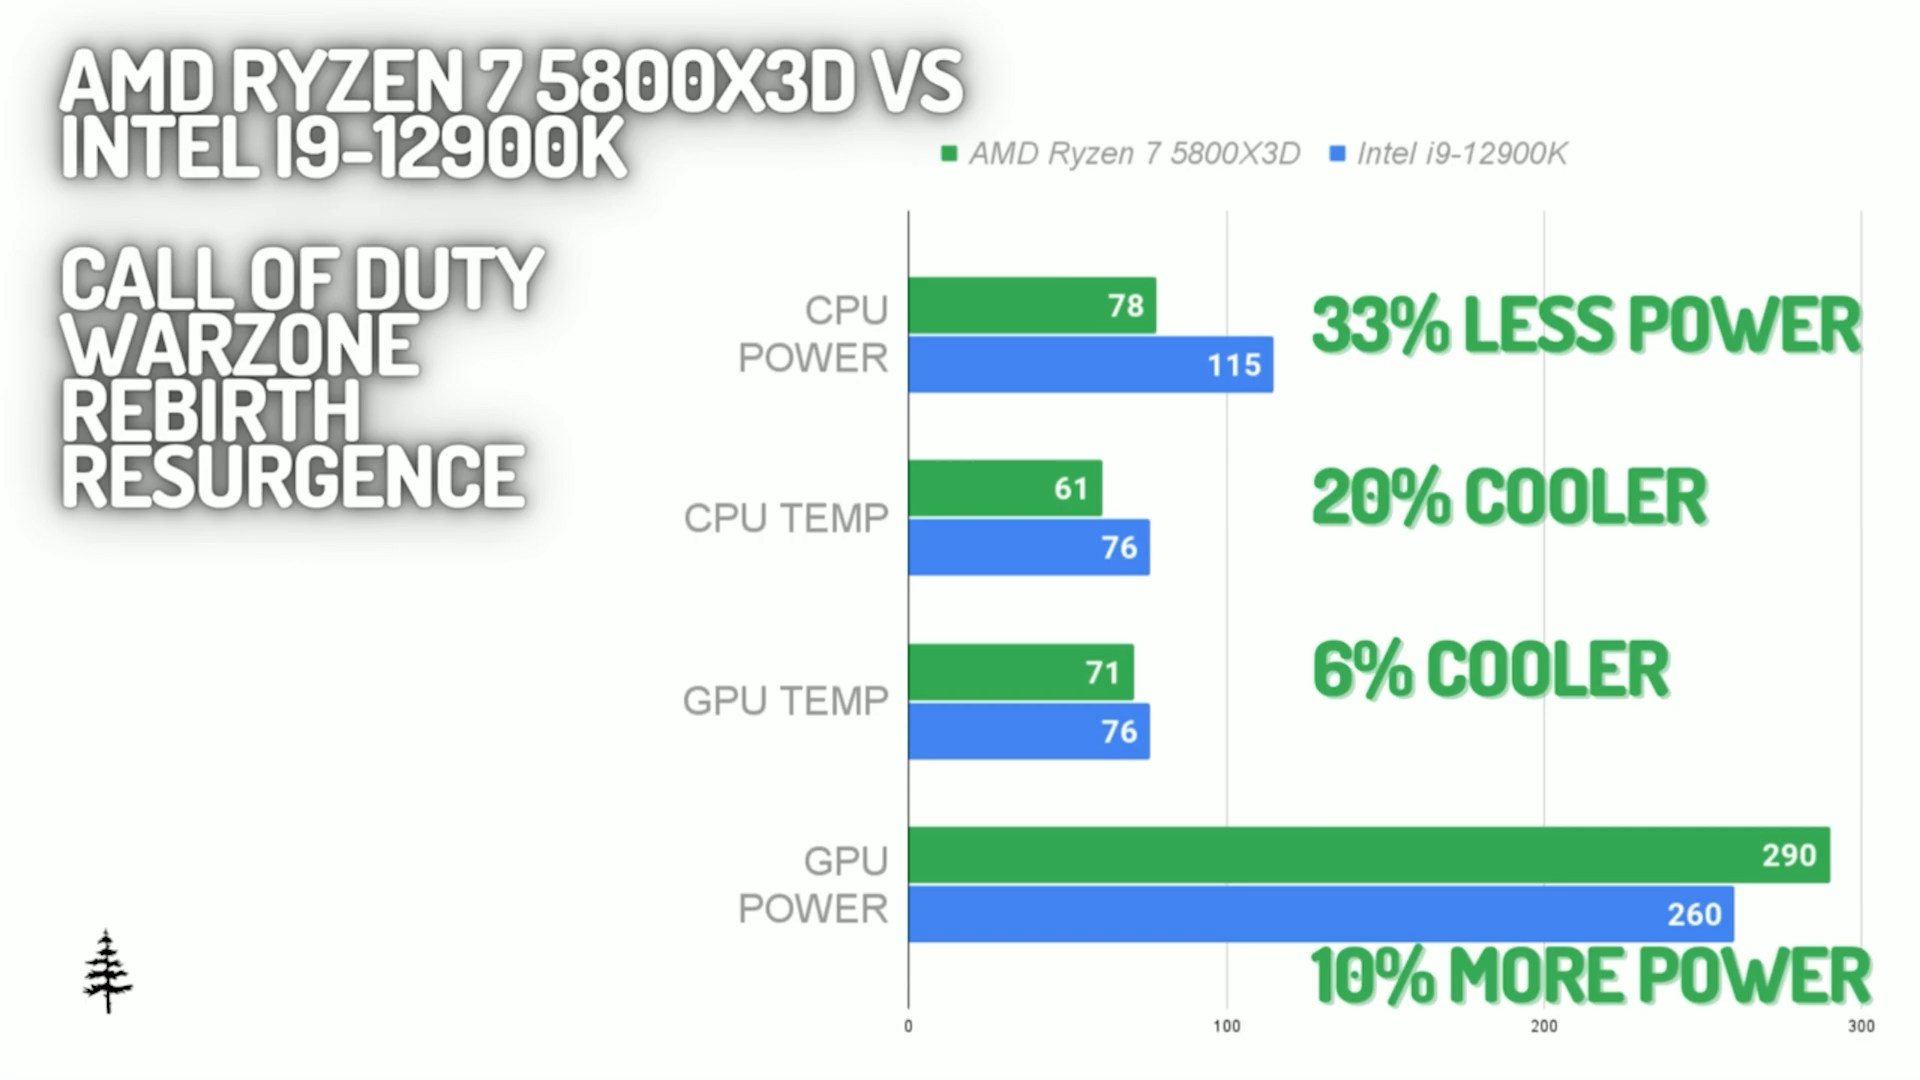 AMD RYZEN 7 5800X3D VS
INTEL I9-12900K
CALL OF DUTY
WARZONE
REBIRTH
RESURGENCE
AMD Ryzen 7 5800X3D Intel i9-12900K
CPU
POWER
78
115
33% LESS POWER
CPU TEMP
61
76
20% COOLER
GPU TEMP
71
76
6% COOLER
GPU
POWER
290
260
10% MORE POWER
0 100 200 300